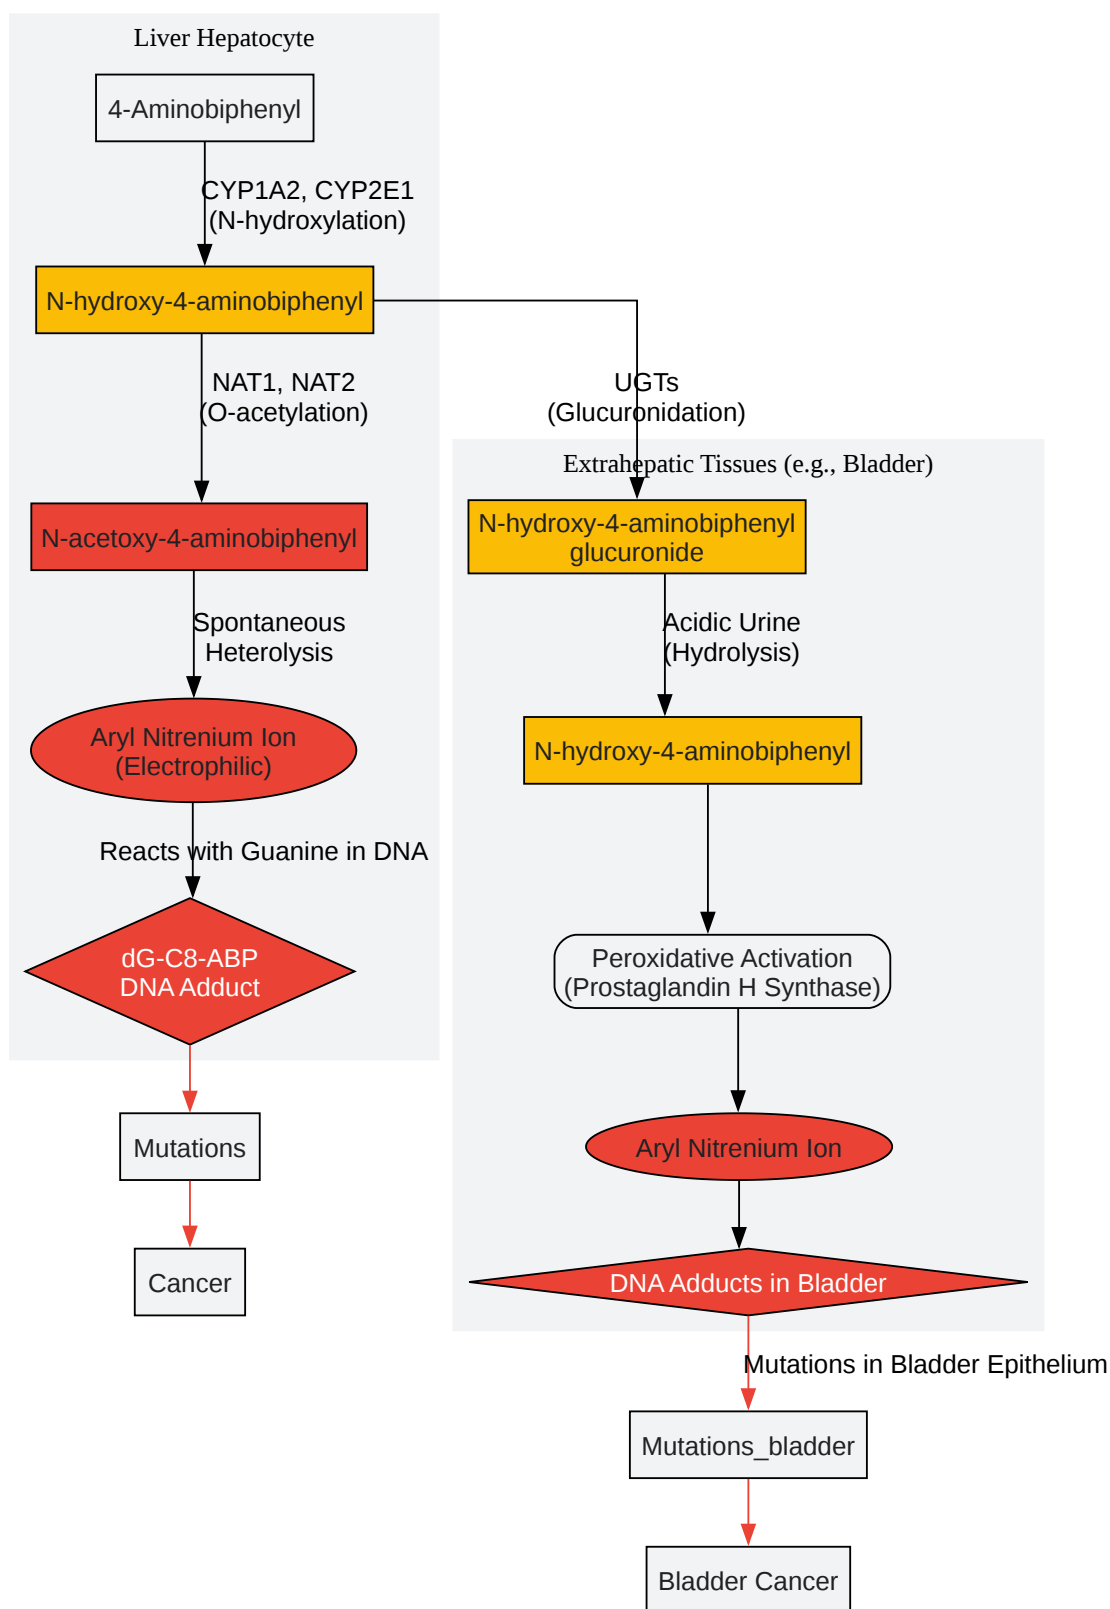 Liver Hepatocyte
4-Aminobiphenyl
CYP1A2, CYP2E1
(N-hydroxylation)
N-hydroxy-4-aminobiphenyl
NAT1, NAT2
(O-acetylation)
UGTs
(Glucuronidation)
Extrahepatic Tissues (e.g., Bladder)
N-acetoxy-4-aminobiphenyl
N-hydroxy-4-aminobiphenyl
glucuronide
Spontaneous
Heterolysis
Acidic Urine
(Hydrolysis)
Aryl Nitrenium Ion
(Electrophilic)
N-hydroxy-4-aminobiphenyl
Reacts with Guanine in DNA
dG-C8-ABP
DNA Adduct
Peroxidative Activation
(Prostaglandin H Synthase)
Mutations
Aryl Nitrenium Ion
Cancer
DNA Adducts in Bladder
Mutations in Bladder Epithelium
Mutations_bladder
Bladder Cancer